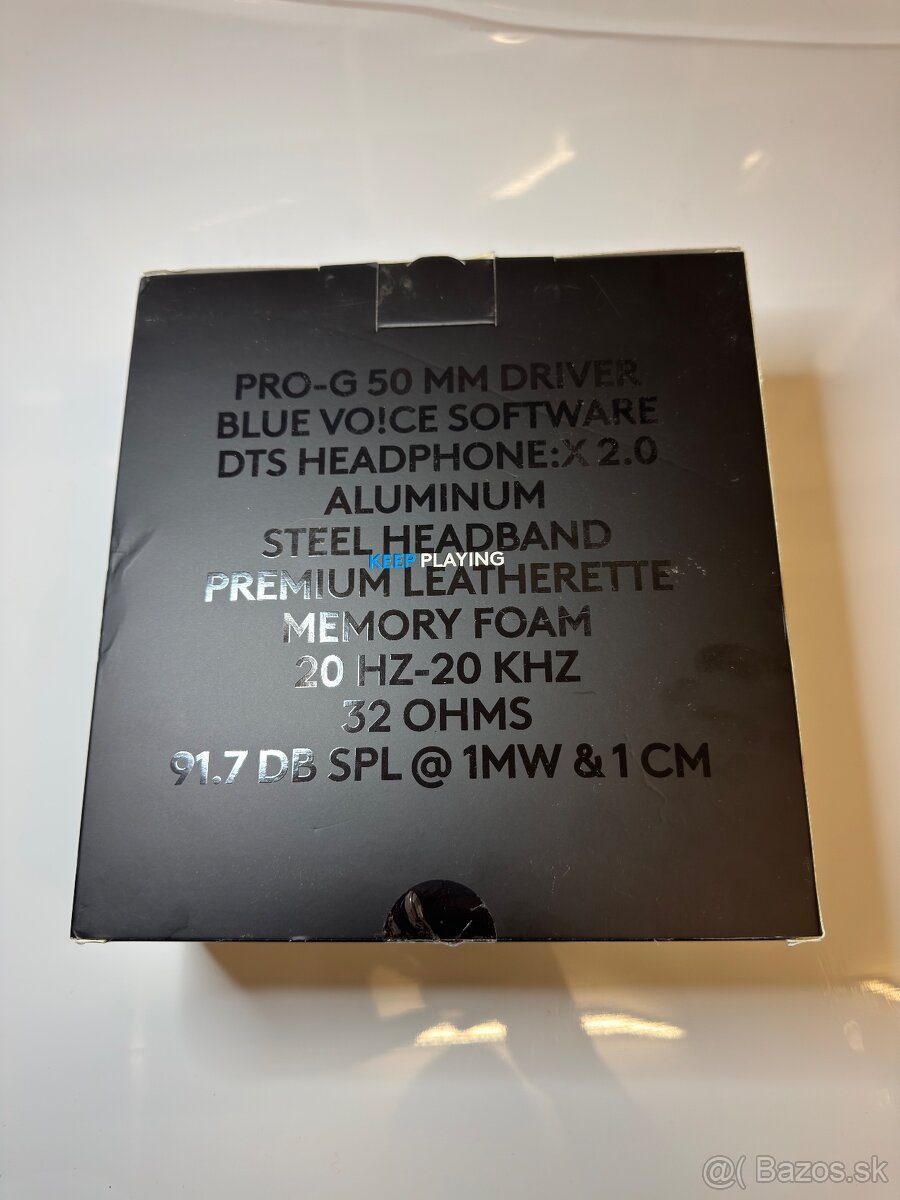 PRO-G 50 MM DRIVER
BLUE VO!CE SOFTWARE
DTS HEADPHONE:X 2.0
ALUMINUM
STEEL HEADBAND
KEEP PLAYING
PREMIUM LEATHERETTE
MEMORY FOAM
20 HZ-20 KHZ
32 OHMS
91.7 DB SPL @ 1MW & 1 CM
@( Bazos.sk